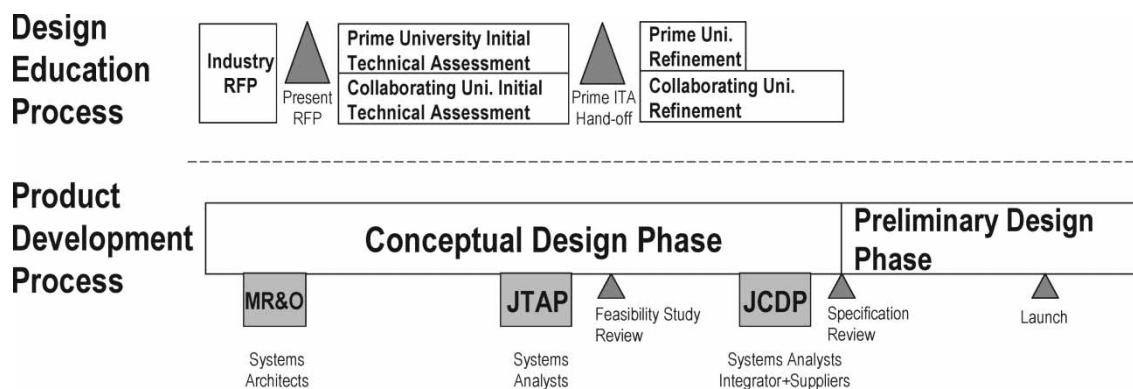 Design
Education
Process
Industry
RFP
Present
RFP
Prime University Initial
Technical Assessment
Collaborating Uni. Initial
Technical Assessment
Prime ITA
Hand-off
Prime Uni.
Refinement
Collaborating Uni.
Refinement
Product
Development
Process
Conceptual Design Phase
Preliminary Design
Phase
MR&O
Systems
Architects
JTAP
Systems
Analysts
Feasibility Study
Review
JCDP
Systems Analysts
Integrator+Suppliers
Specification
Review
Launch